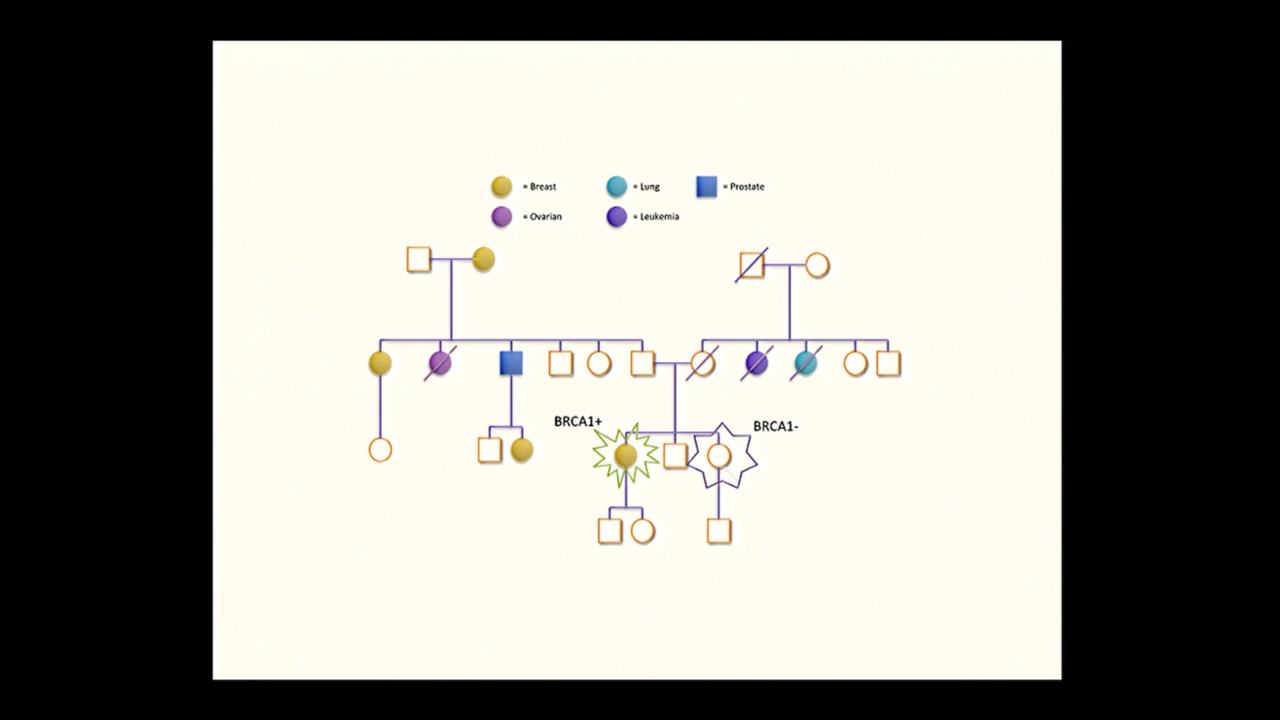 = Breast
= Lung
= Prostate
= Ovarian
= Leukemia
BRCA1+
BRCA1-